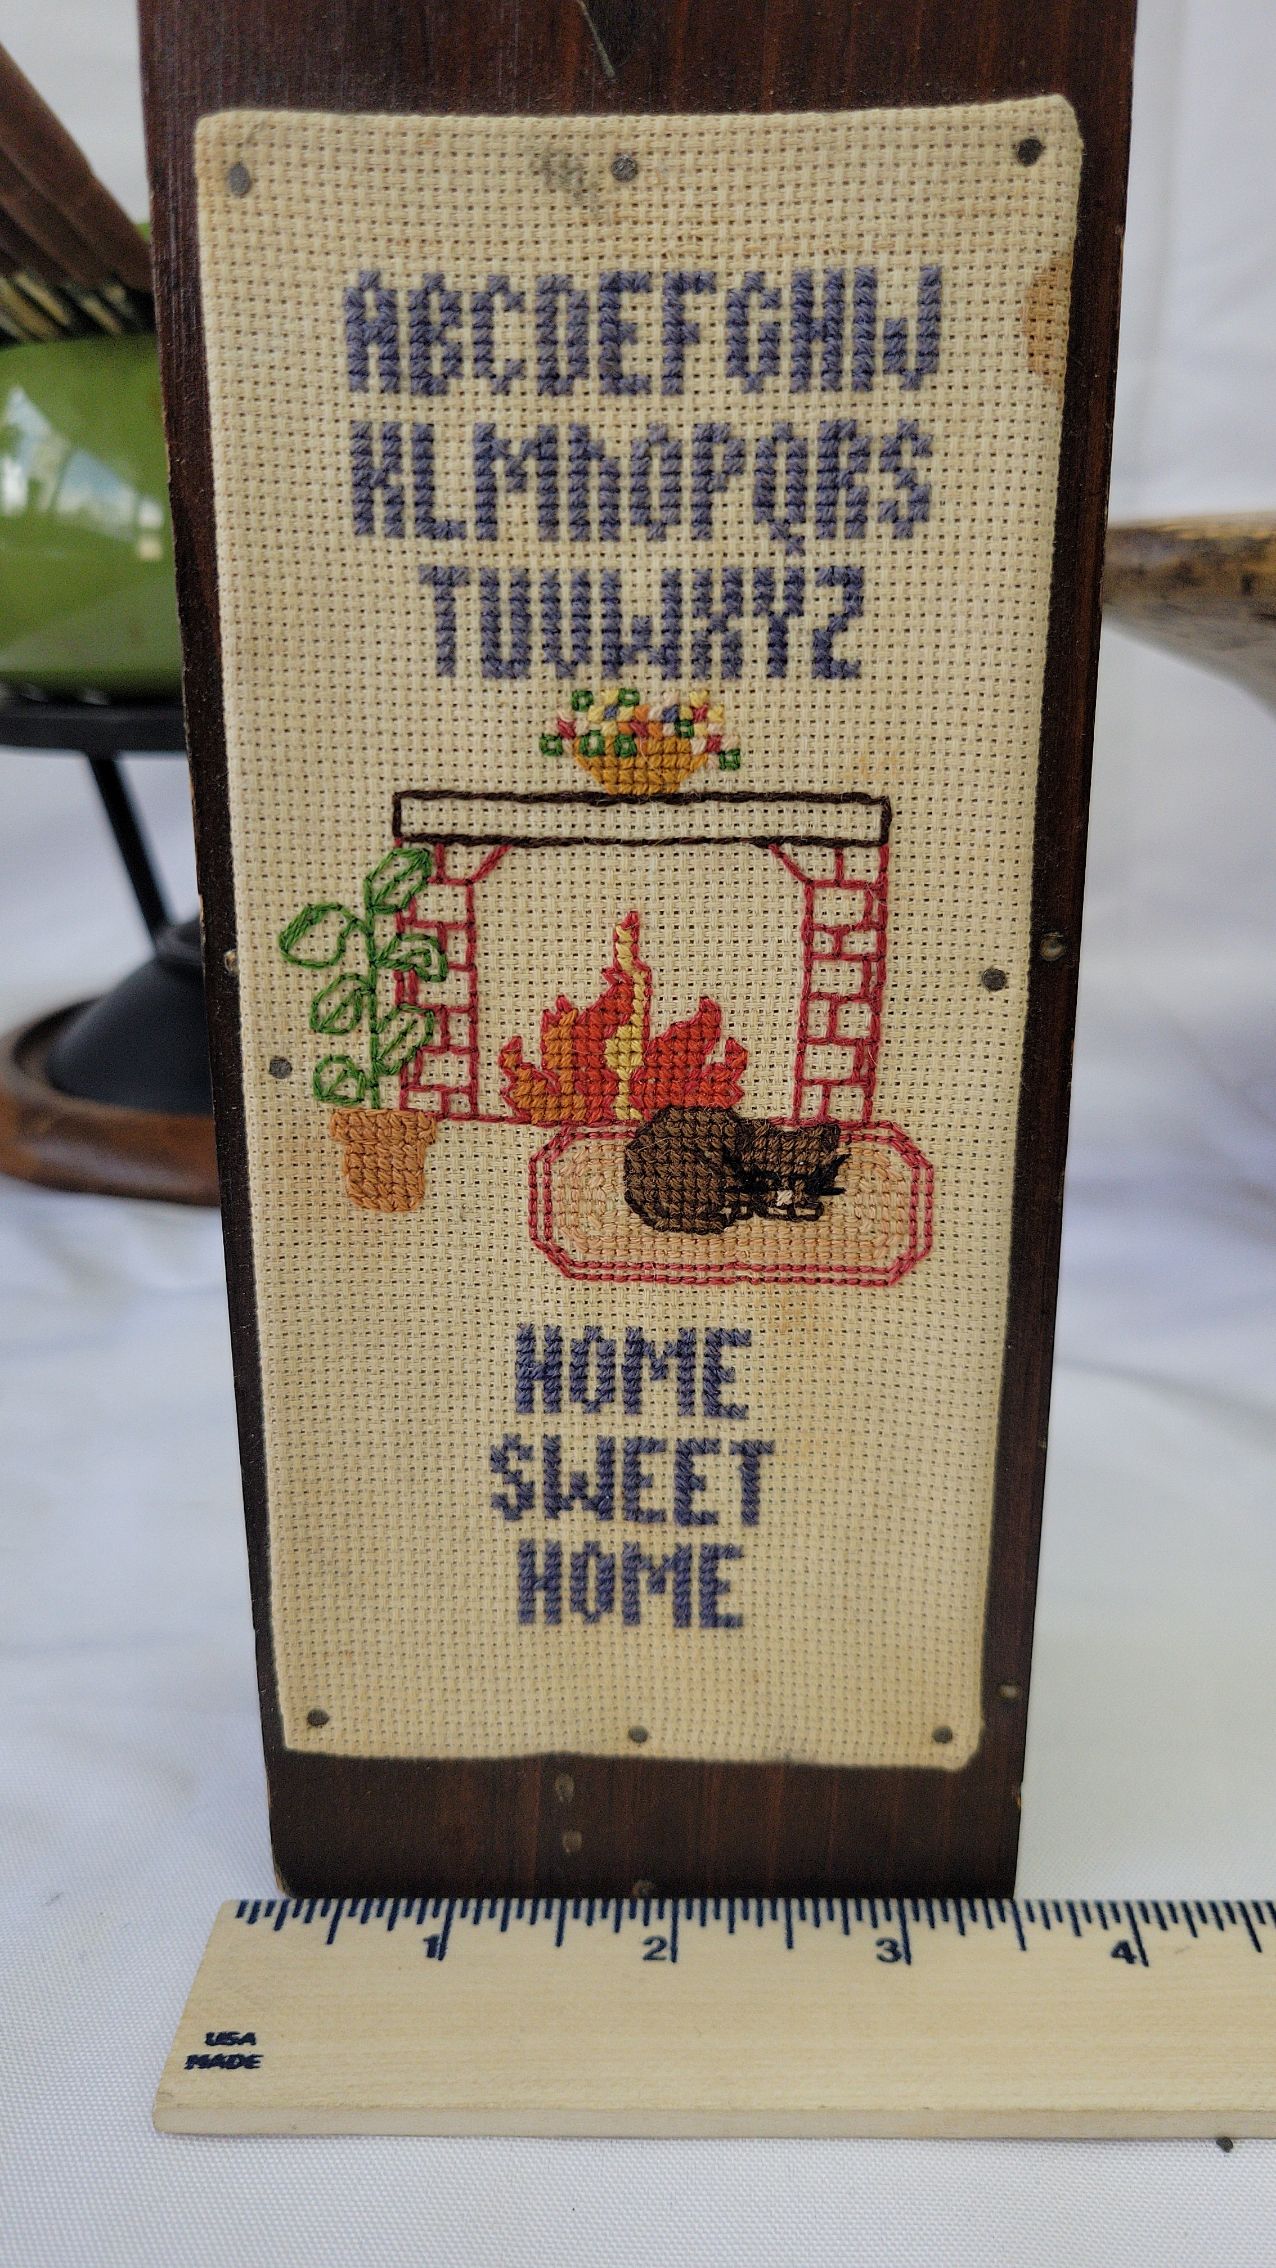 ABCDEFGHIJ
KLMnOPQRS
TUVWXYZ
HOME
SWEET
HOME
1 2 3 4
USA
MADE